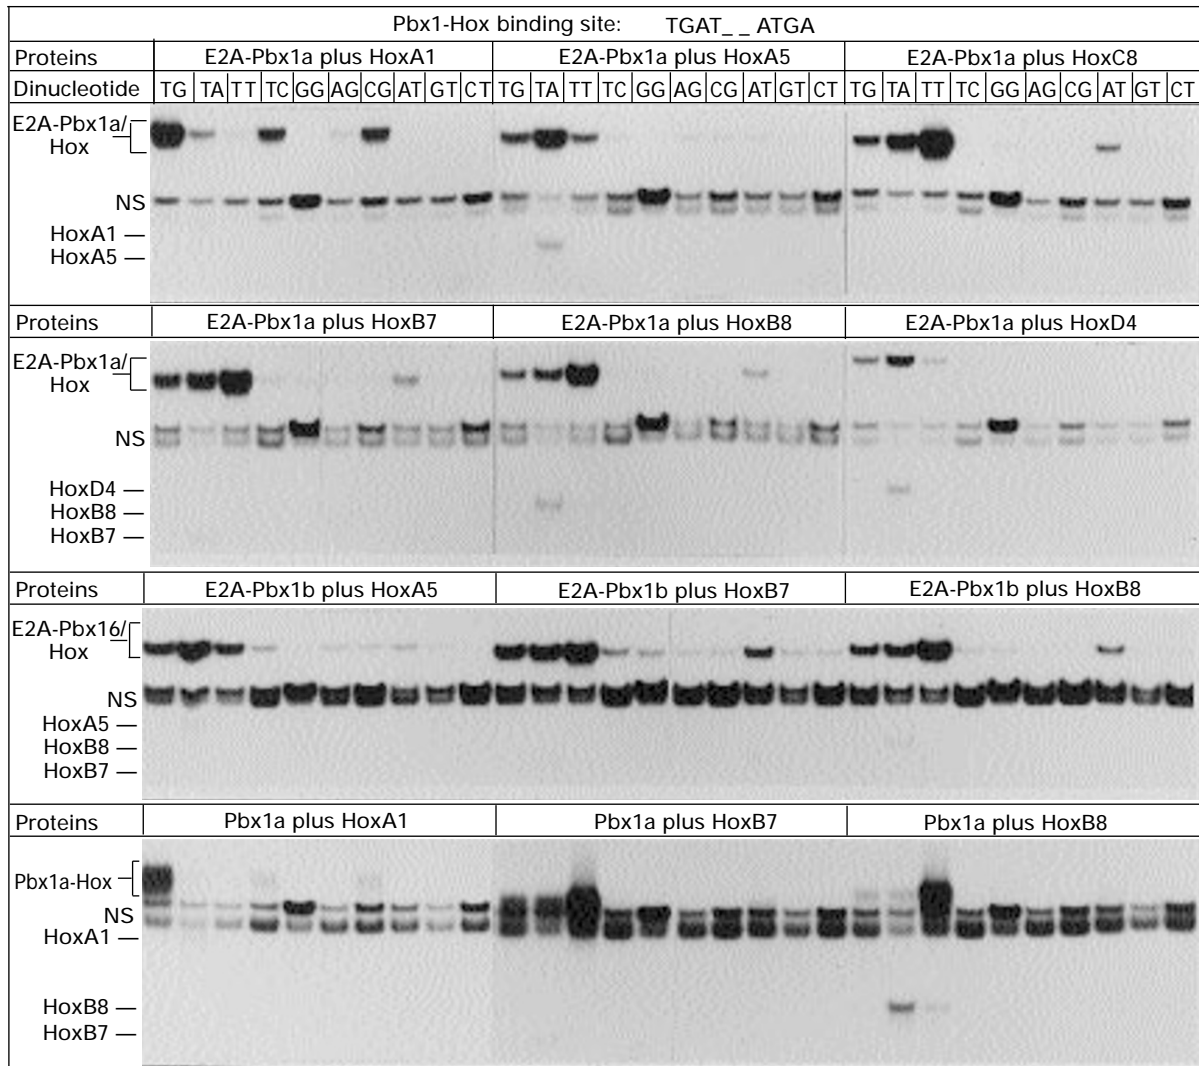 Pbx1-Hox binding site: TGAT_ _ ATGA
Proteins E2A-Pbx1a plus HoxA1 E2A-Pbx1a plus HoxA5 E2A-Pbx1a plus HoxC8
Dinucleotide TG TA TT TC GG AG CG AT GT CT TG TA TT TC GG AG CG AT GT CT TG TA TT TC GG AG CG AT GT CT
E2A-Pbx1a/
Hox
NS
HoxA1
HoxA5
Proteins E2A-Pbx1a plus HoxB7 E2A-Pbx1a plus HoxB8 E2A-Pbx1a plus HoxD4
E2A-Pbx1a/
Hox
NS
HoxD4
HoxB8
HoxB7
Proteins E2A-Pbx1b plus HoxA5 E2A-Pbx1b plus HoxB7 E2A-Pbx1b plus HoxB8
E2A-Pbx16/
Hox
NS
HoxA5
HoxB8
HoxB7
Proteins Pbx1a plus HoxA1 Pbx1a plus HoxB7 Pbx1a plus HoxB8
Pbx1a-Hox
NS
HoxA1
HoxB8
HoxB7